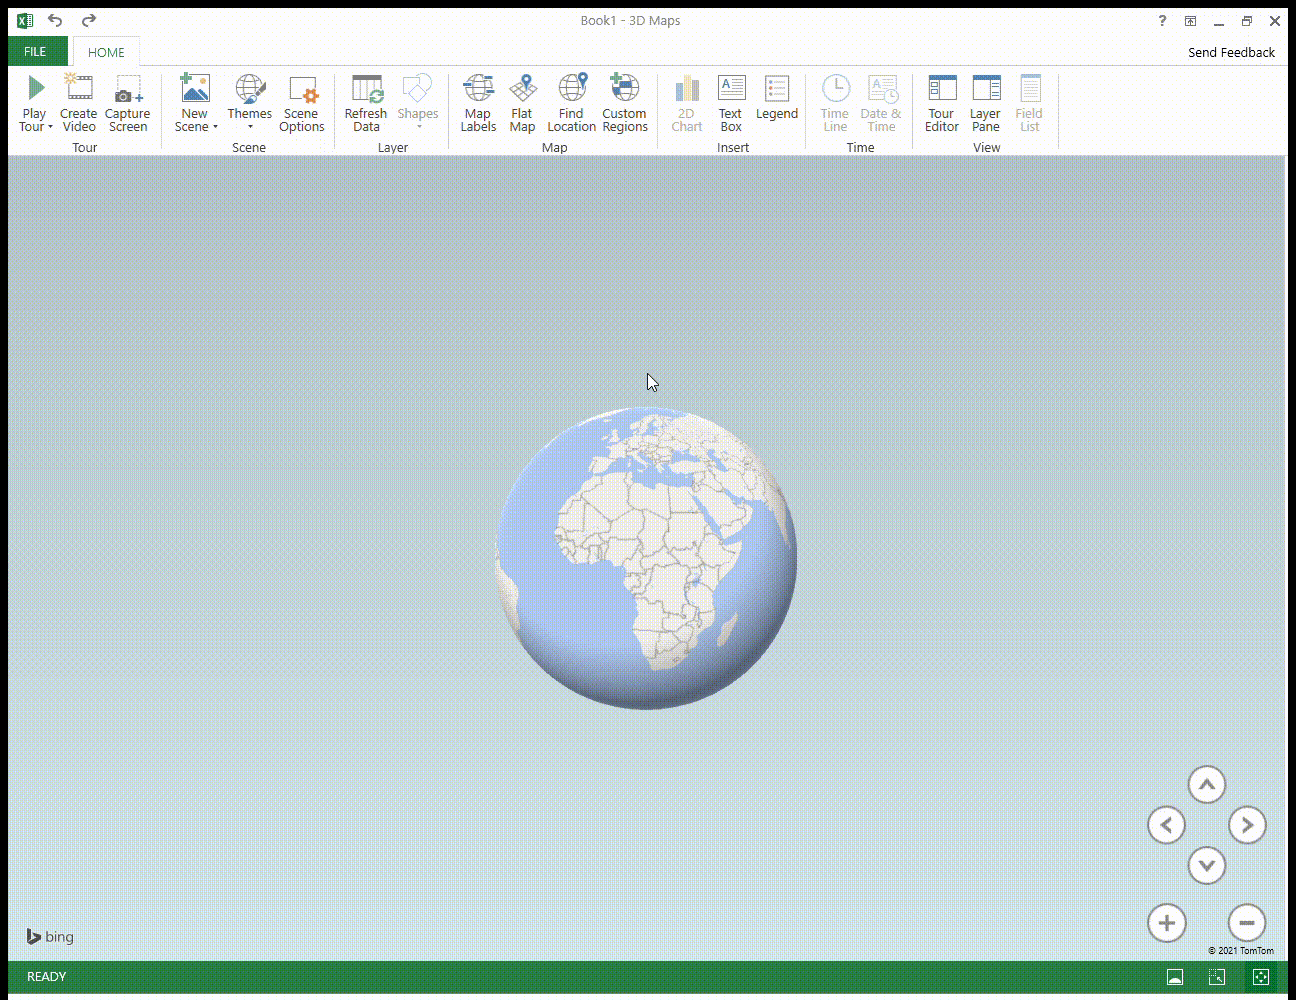 Book1 - 3D Maps
?
FILE
HOME
Send Feedback
Play Tour
Create Video
Capture Screen
New Scene
Themes
Scene Options
Refresh Data
Shapes
Map Labels
Flat Map
Find Location
Custom Regions
2D Chart
Text Box
Legend
Time Line
Date & Time
Tour Editor
Layer Pane
Field List
Tour
Scene
Layer
Map
Insert
Time
View
bing
© 2021 TomTom
READY